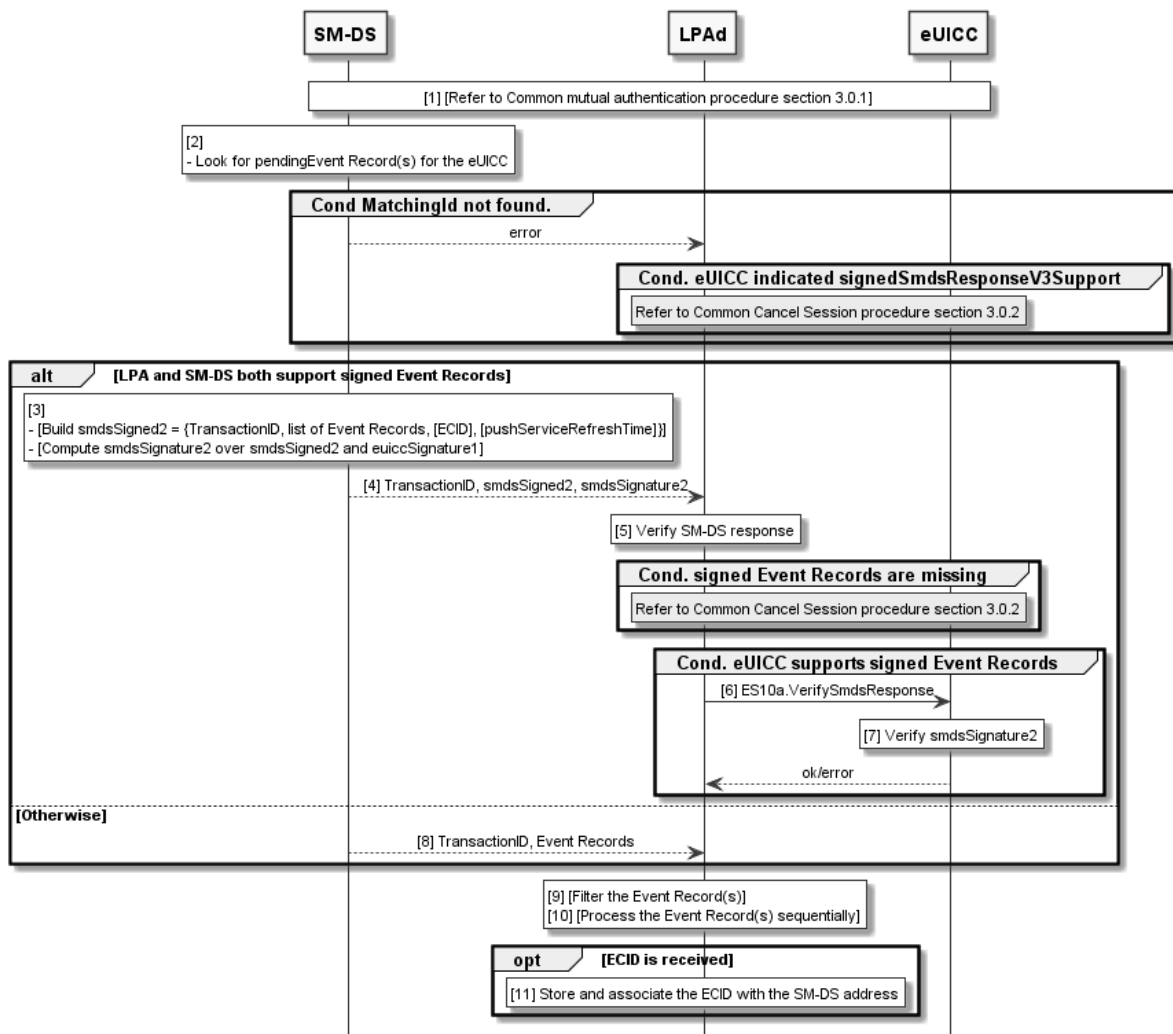 SM-DS
LPAd
eUICC
[1] [Refer to Common mutual authentication procedure section 3.0.1]
[2]
- Look for pendingEvent Record(s) for the eUICC
Cond MatchingId not found.
error
Cond. eUICC indicated signedSmdsResponseV3Support
Refer to Common Cancel Session procedure section 3.0.2
alt
[LPA and SM-DS both support signed Event Records]
[3]
- [Build smdsSigned2 = {TransactionID, list of Event Records, [ECID], [pushServiceRefreshTime]}]
- [Compute smdsSignature2 over smdsSigned2 and euiccSignature1]
[4] TransactionID, smdsSigned2, smdsSignature2
[5] Verify SM-DS response
Cond. signed Event Records are missing
Refer to Common Cancel Session procedure section 3.0.2
Cond. eUICC supports signed Event Records
[6] ES10a.VerifySmdsResponse
[7] Verify smdsSignature2
ok/error
[Otherwise]
[8] TransactionID, Event Records
[9] [Filter the Event Record(s)]
[10] [Process the Event Record(s) sequentially]
opt
[ECID is received]
[11] Store and associate the ECID with the SM-DS address